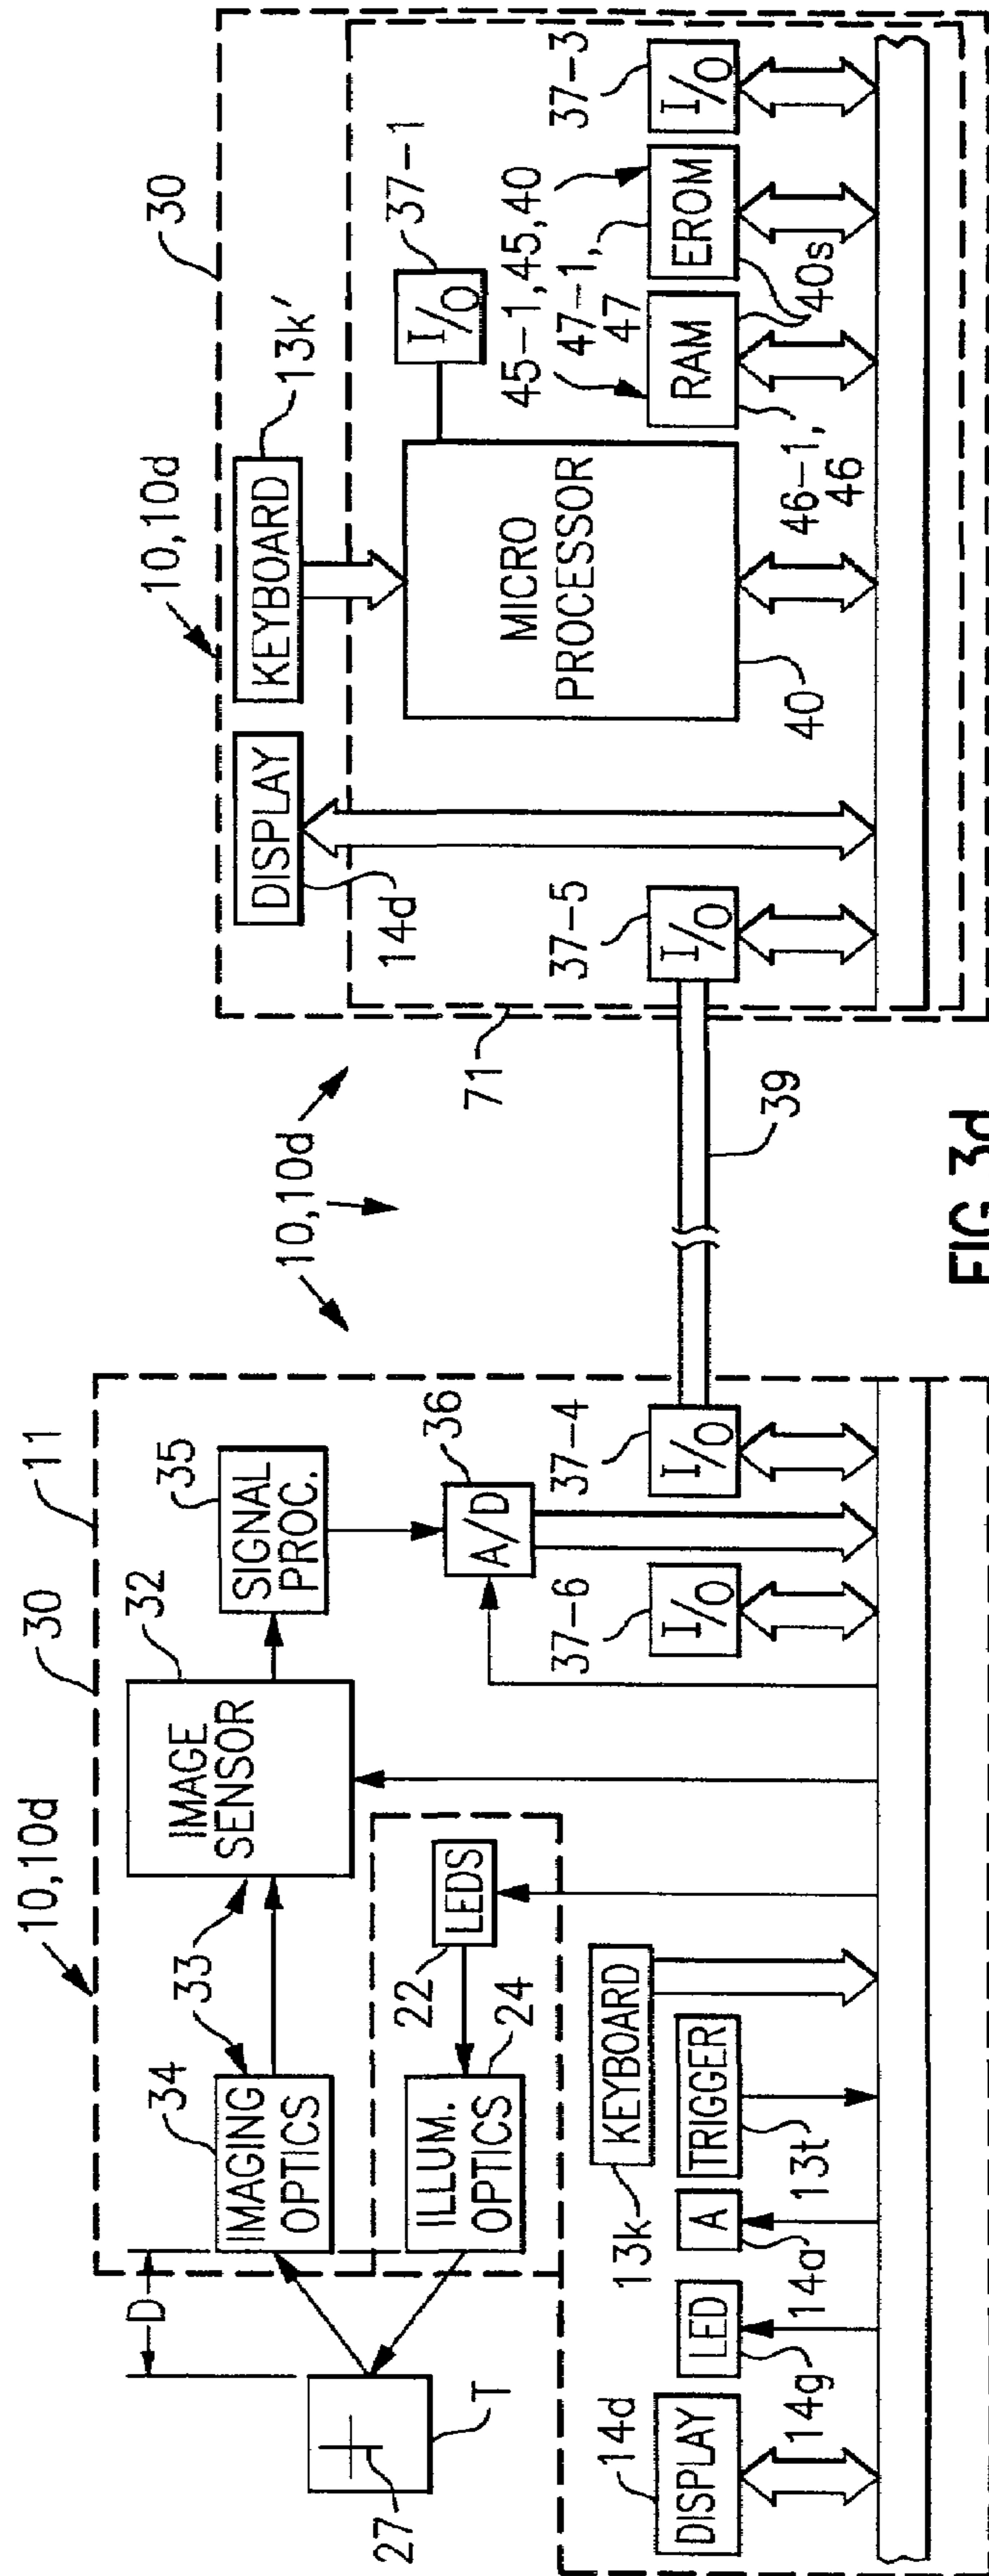 10,10d
30
11
34
33
32
35
IMAGING
OPTICS
IMAGE
SENSOR
SIGNAL
PROC.
D
T
27
22
24
ILLUM.
OPTICS
LEDS
36
A/D
14d
DISPLAY
LED
14g
A
14a
TRIGGER
13t
KEYBOARD
13k
37-6
I/O
37-4
I/O
39
10,10d
10,10d
30
71
DISPLAY
14d
KEYBOARD
13k'
37-1
I/O
MICRO
PROCESSOR
40
37-5
I/O
45-1,45,40
47-1,
47
RAM
EROM
46-1,
46
40s
37-3
I/O
FIG. 3d